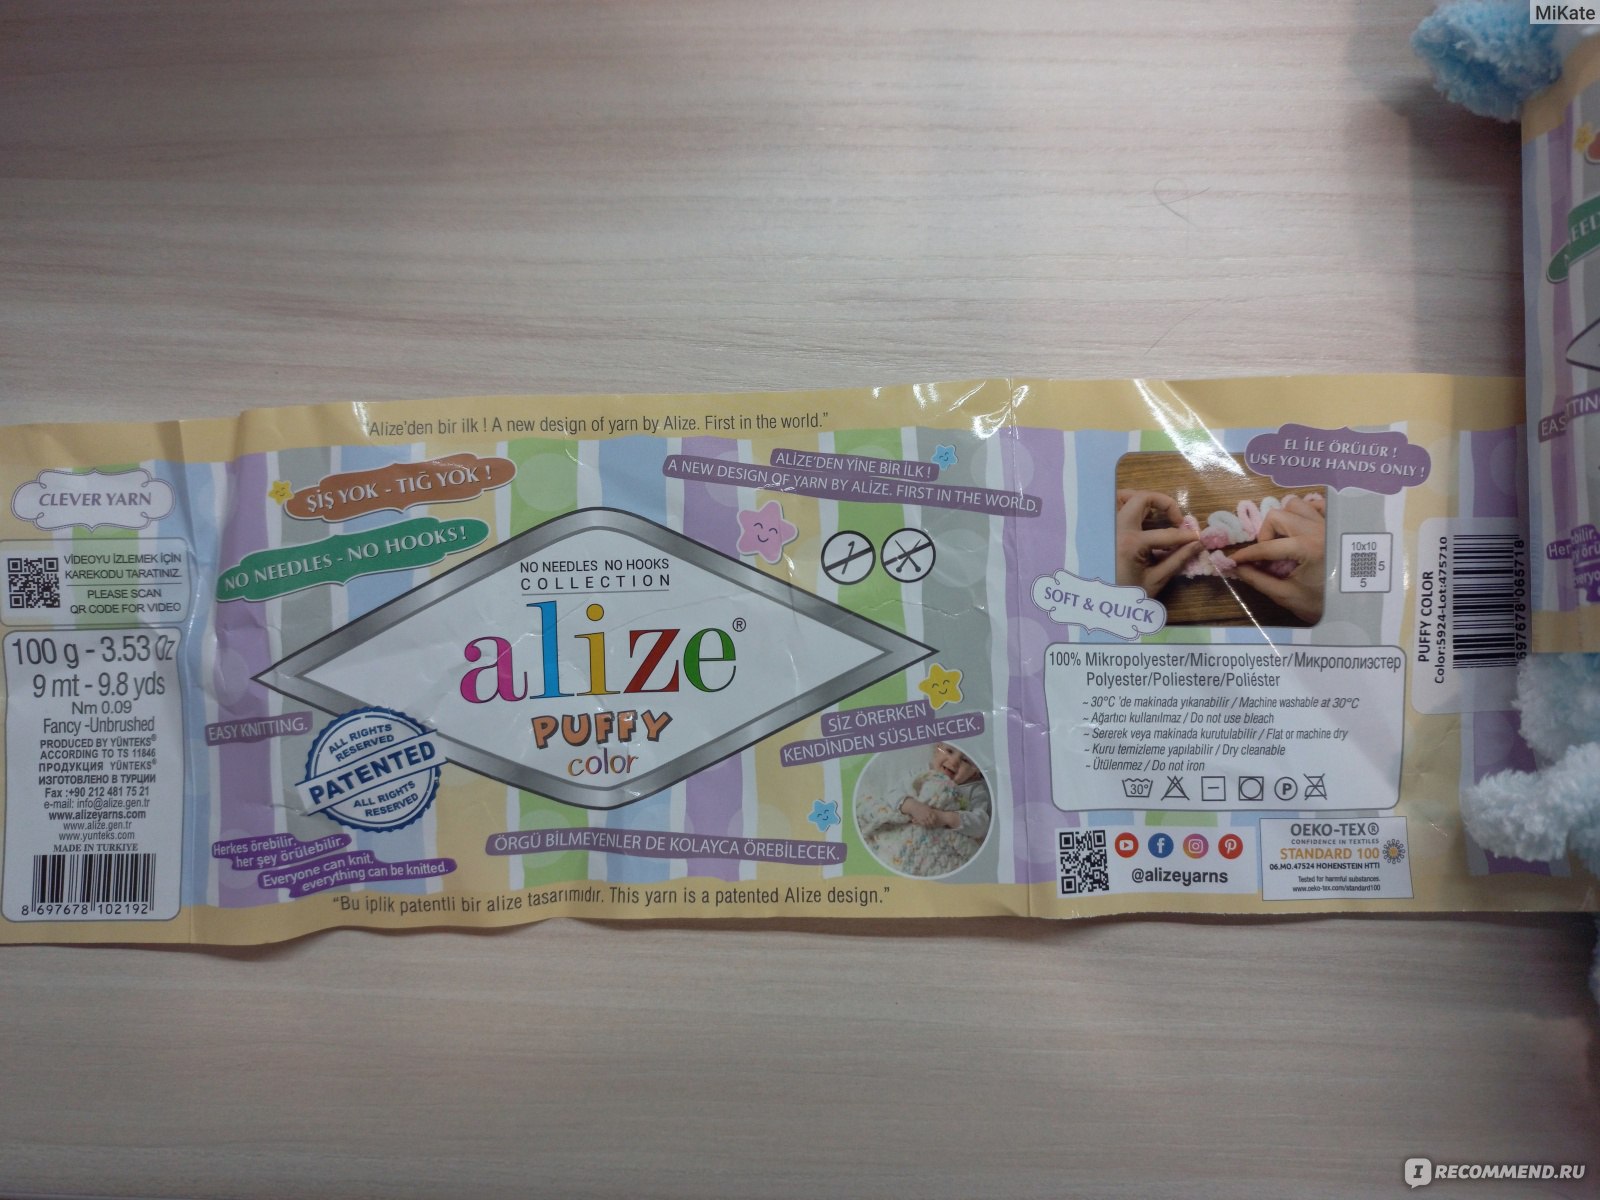 MiKate
"Alize'den bir ilk ! A new design of yarn by Alize. First in the world."
CLEVER YARN
VİDEOYU İZLEMEK İÇİN
KAREKODU TARATINIZ.
PLEASE SCAN
QR CODE FOR VIDEO
100 g - 3.53 Oz
9 mt - 9.8 yds
Nm 0.09
Fancy -Unbrushed
PRODUCED BY YÜNTEKS®
ACCORDING TO TS 11846
ПРОДУКЦИЯ YÜNTEKS®
ИЗГОТОВЛЕНО В ТУРЦИИ
Fax :+90 212 481 75 21
e-mail: info@alize.gen.tr
www.alizeyarns.com
www.alize.gen.tr
www.yunteks.com
MADE IN TURKIYE
8 697678 102192
ŞİŞ YOK - TIĞ YOK !
NO NEEDLES - NO HOOKS!
EASY KNITTING.
ALL RIGHTS
RESERVED
PATENTED
ALL RIGHTS
RESERVED
Herkes örebilir,
her şey örülebilir.
Everyone can knit,
everything can be knitted.
NO NEEDLES NO HOOKS
COLLECTION
alize®
PUFFY
color
ALİZE'DEN YİNE BİR İLK !
A NEW DESIGN OF YARN BY ALİZE. FIRST IN THE WORLD.
SİZ ÖRERKEN
KENDİNDEN SÜSLENECEK.
ÖRGÜ BİLMEYENLER DE KOLAYCA ÖREBİLECEK.
"Bu iplik patentli bir alize tasarımıdır. This yarn is a patented Alize design."
EL İLE ÖRÜLÜR !
USE YOUR HANDS ONLY !
10x10
5
5
SOFT & QUICK
100% Mikropolyester/Micropolyester/Микрополиэстер
Polyester/Poliestere/Poliéster
~ 30°C 'de makinada yıkanabilir / Machine washable at 30°C
~ Ağartıcı kullanılmaz / Do not use bleach
~ Sererek veya makinada kurutulabilir / Flat or machine dry
~ Kuru temizleme yapılabilir / Dry cleanable
~ Ütülenmez / Do not iron
30°
P
@alizeyarns
OEKO-TEX®
CONFIDENCE IN TEXTILES
STANDARD 100
06.MO.47524 HOHENSTEIN HTTI
Tested for harmful substances.
www.oeko-tex.com/standard100
PUFFY COLOR
Color:5924-Lot:475710
697678 065718
IRECOMMEND.RU